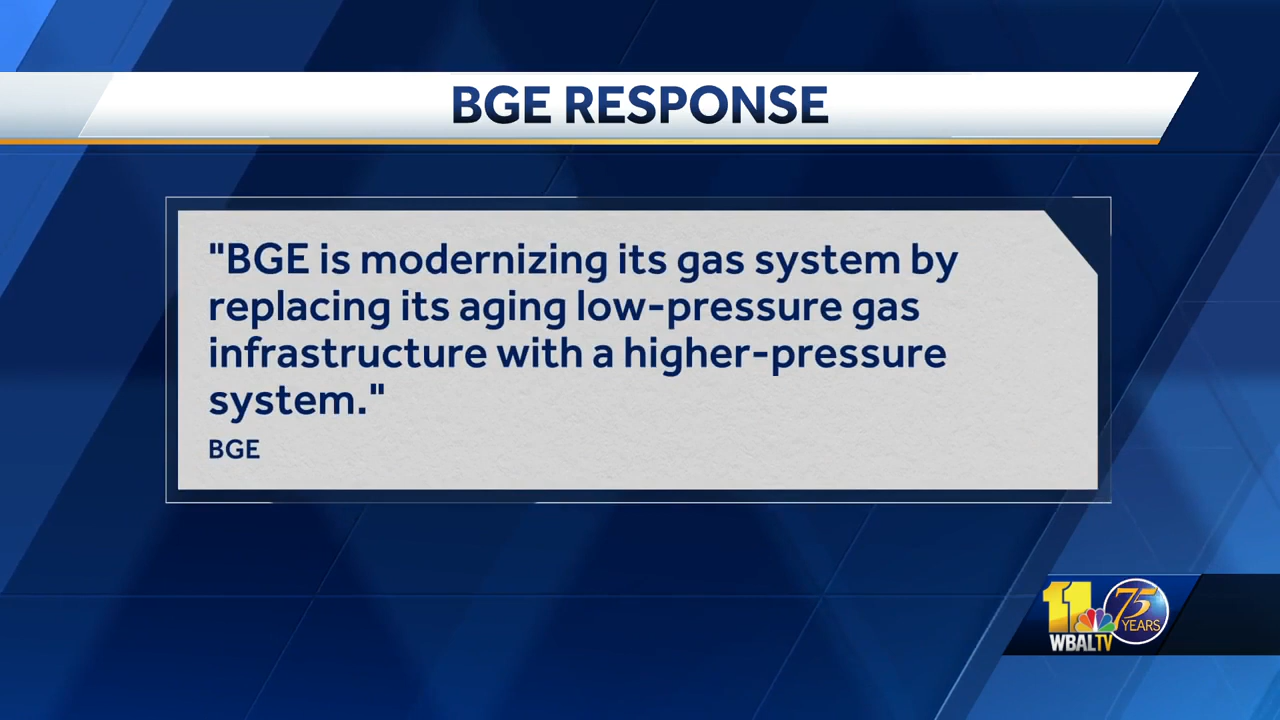 BGE RESPONSE
"BGE is modernizing its gas system by
replacing its aging low-pressure gas
infrastructure with a higher-pressure
system."
BGE
11
75
YEARS
WBALTV